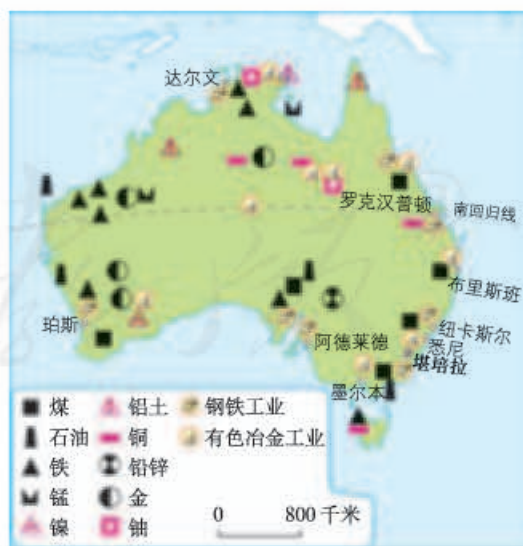 达尔文
罗克汉普顿
南回归线
布里斯班
珀斯
纽卡斯尔
阿德莱德
悉尼
堪培拉
墨尔本
煤 铝土 钢铁工业
石油 铜 有色冶金工业
铁 铅锌
锰 金
镍 铀
0 800 千米